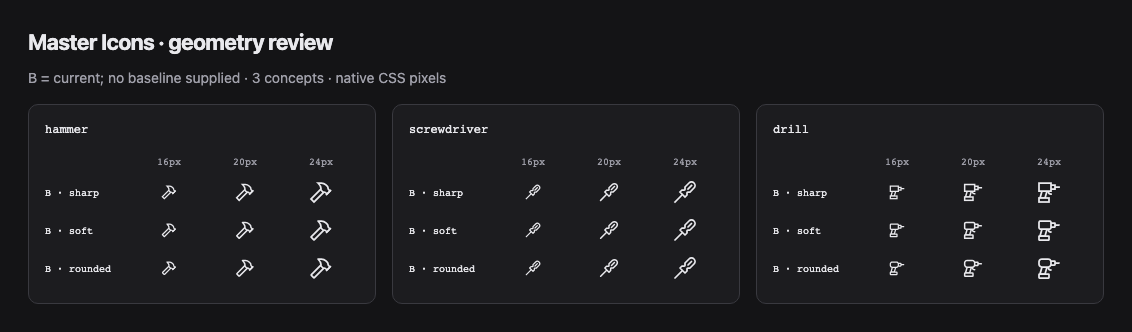 Master Icons · geometry review
B = current; no baseline supplied · 3 concepts · native CSS pixels
hammer
16px 20px 24px
B · sharp
B · soft
B · rounded
screwdriver
16px 20px 24px
B · sharp
B · soft
B · rounded
drill
16px 20px 24px
B · sharp
B · soft
B · rounded